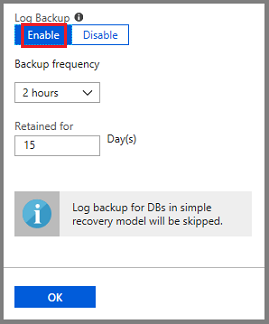 Log Backup
Enable Disable
Backup frequency
2 hours
Retained for
15 Day(s)
Log backup for DBs in simple
recovery model will be skipped.
OK